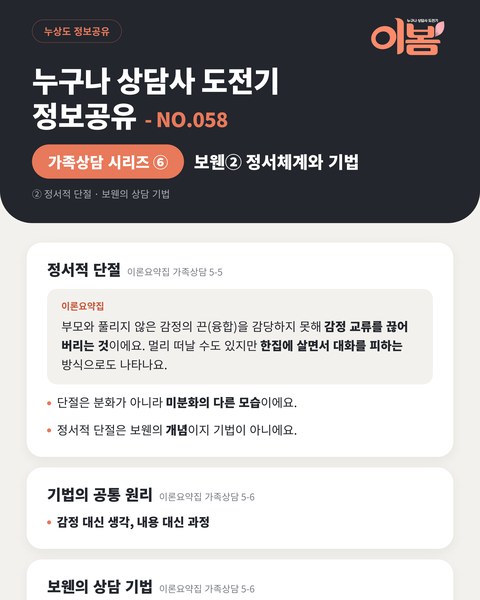 누상도 정보공유
누구나 상담사 도전기
이봄
누구나 상담사 도전기
정보공유 - NO.058
가족상담 시리즈 ⑥ 보웬② 정서체계와 기법
② 정서적 단절 · 보웬의 상담 기법
정서적 단절 이론요약집 가족상담 5-5
이론요약집
부모와 풀리지 않은 감정의 끈(융합)을 감당하지 못해 감정 교류를 끊어
버리는 것이에요. 멀리 떠날 수도 있지만 한집에 살면서 대화를 피하는
방식으로도 나타나요.
• 단절은 분화가 아니라 미분화의 다른 모습이에요.
• 정서적 단절은 보웬의 개념이지 기법이 아니에요.
기법의 공통 원리 이론요약집 가족상담 5-6
• 감정 대신 생각, 내용 대신 과정
보웬의 상담 기법 이론요약집 가족상담 5-6